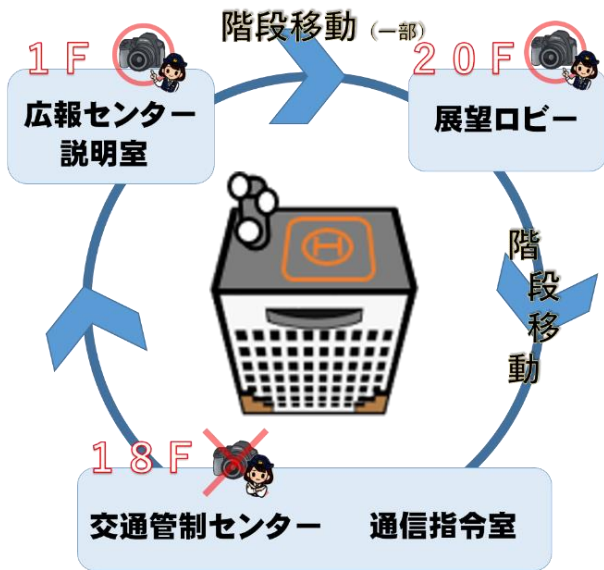 階段移動（一部）
1F
広報センター
説明室
20F
展望ロビー
階段移動
18F
交通管制センター 通信指令室